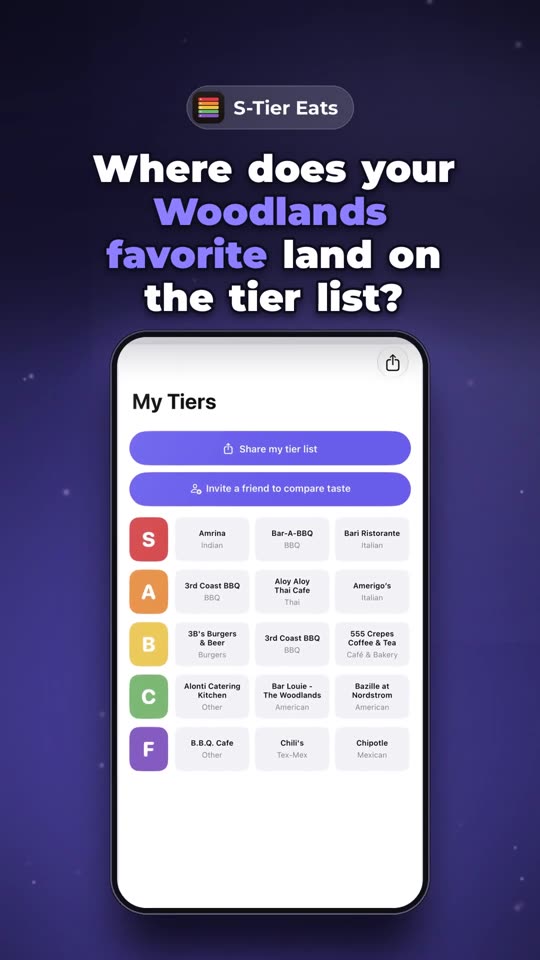 S-Tier Eats
Where does your
Woodlands
favorite land on
the tier list?
My Tiers
Share my tier list
Invite a friend to compare taste
S
Amrina
Indian
Bar-A-BBQ
BBQ
Bari Ristorante
Italian
A
3rd Coast BBQ
BBQ
Aloy Aloy
Thai Cafe
Thai
Amerigo's
Italian
B
3B's Burgers
& Beer
Burgers
3rd Coast BBQ
BBQ
555 Crepes
Coffee & Tea
Café & Bakery
C
Alonti Catering
Kitchen
Other
Bar Louie -
The Woodlands
American
Bazille at
Nordstrom
American
F
B.B.Q. Cafe
Other
Chili's
Tex-Mex
Chipotle
Mexican